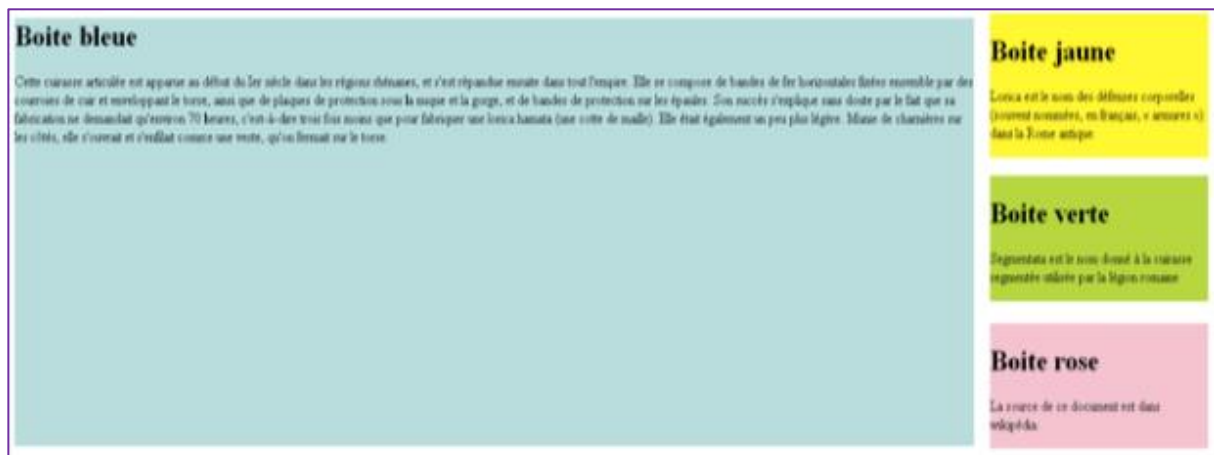 Boite bleue
Cette cuirasse articulée est apparue au début du Ier siècle dans les régions rhénanes, et s'est répandue ensuite dans tout l'empire. Elle se compose de bandes de fer horizontales fixées ensemble par des
courroies de cuir et enveloppant le torse, ainsi que de plaques de protection sous la nuque et la gorge, et de bandes de protection sur les épaules. Son succès s'explique sans doute par le fait que sa
fabrication ne demandait qu'environ 70 heures, c'est-à-dire trois fois moins que pour fabriquer une lorica hamata (une cotte de maille). Elle était également un peu plus légère. Munie de charnières sur
les côtés, elle s'ouvrait et s'enfilait comme une veste, qu'on fermait sur le torse.
Boite jaune
Lorica est le nom des défenses corporelles
(souvent nommées, en français, « armures »)
dans la Rome antique.
Boite verte
Segmentata est le nom donné à la cuirasse
segmentée utilisée par la légion romaine
Boite rose
La source de ce document est dans
wikipédia.